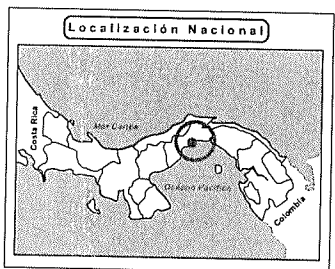 Localización Nacional
Costa Rica
Mar Caribe
Océano Pacífico
Colombia